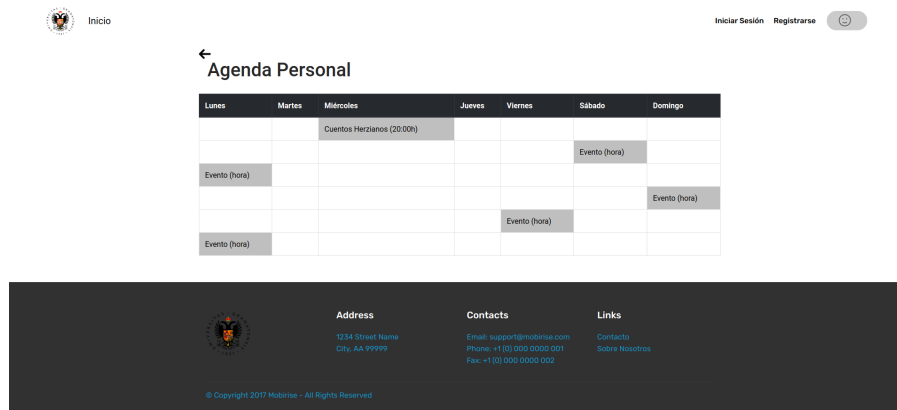 Inicio
Iniciar Sesión Registrarse
Agenda Personal
Lunes Martes Miércoles Jueves Viernes Sábado Domingo
Cuentos Herzianos (20:00h)
Evento (hora)
Evento (hora)
Evento (hora)
Evento (hora)
Evento (hora)
Address
1234 Street Name
City, AA 99999
Contacts
Email: support@mobirise.com
Phone: +1 (0) 000 0000 001
Fax: +1 (0) 000 0000 002
Links
Contacto
Sobre Nosotros
© Copyright 2017 Mobirise - All Rights Reserved